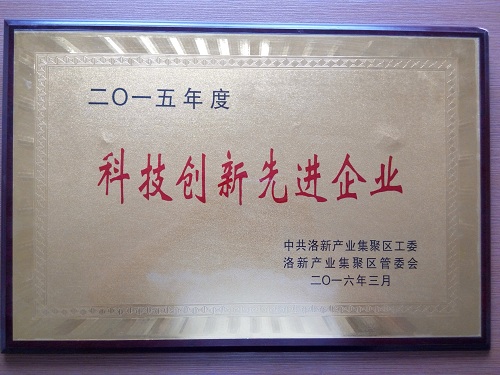 二〇一五年度
科技创新先进企业
中共洛新产业集聚区工委
洛新产业集聚区管委会
二〇一六年三月